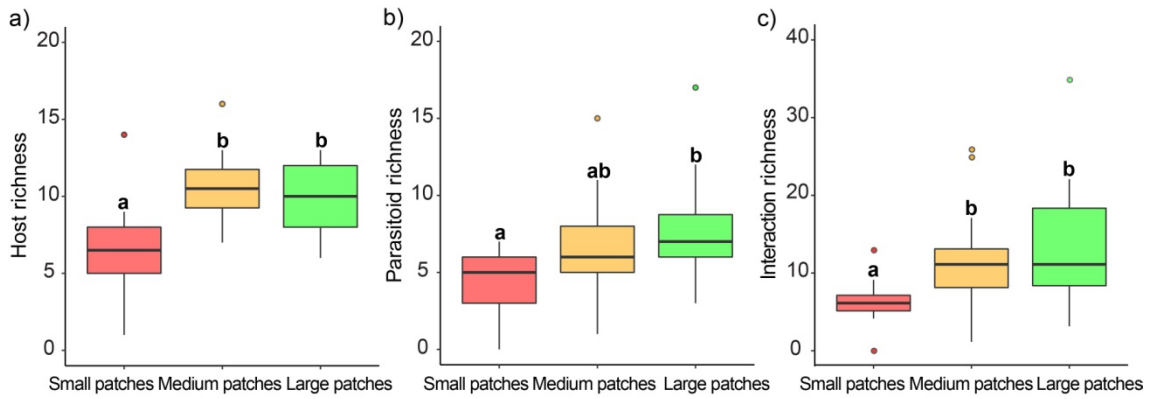 a)
20
15
10
5
0
Host richness
a
b
b
Small patches Medium patches Large patches
b)
20
15
10
5
0
Parasitoid richness
a
ab
b
Small patches Medium patches Large patches
c)
40
30
20
10
0
Interaction richness
a
b
b
Small patches Medium patches Large patches